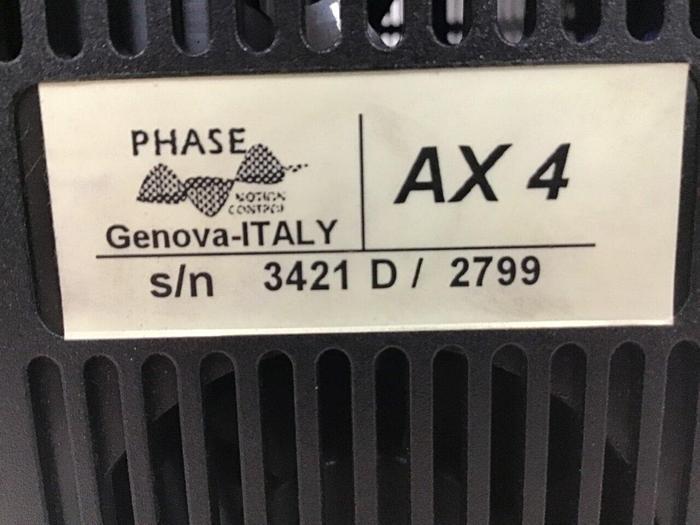 PHASE
MOTION
CONTROL
Genova-ITALY
AX 4
s/n 3421 D / 2799